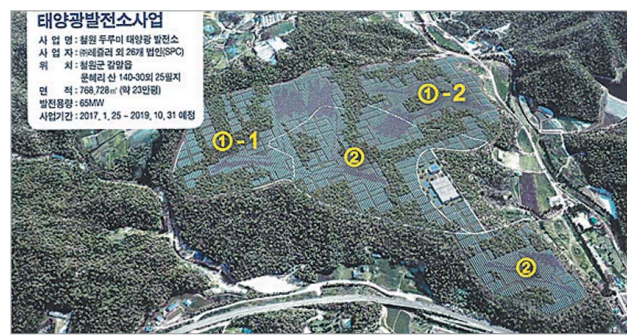 태양광발전소사업
사 업 명 : 철원 두루미 태양광 발전소
사 업 자 : ㈜레즐러 외 26개 법인(SPC)
위 치 : 철원군 갈말읍
문혜리 산 140-30외 25필지
면 적 : 768,728㎡ (약 23만평)
발전용량 : 65MW
사업기간 : 2017. 1. 25 ~ 2019. 10. 31 예정
①-2
①-1
②
②